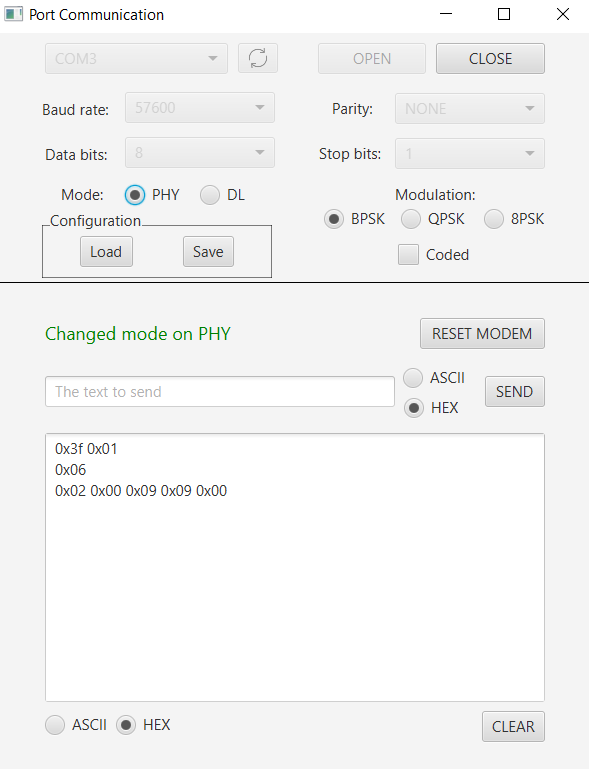 Port Communication
COM3 OPEN CLOSE
Baud rate: 57600 Parity: NONE
Data bits: 8 Stop bits: 1
Mode: PHY DL Modulation:
Configuration BPSK QPSK 8PSK
Load Save Coded
Changed mode on PHY RESET MODEM
The text to send ASCII SEND
HEX
0x3f 0x01
0x06
0x02 0x00 0x09 0x09 0x00
ASCII HEX CLEAR